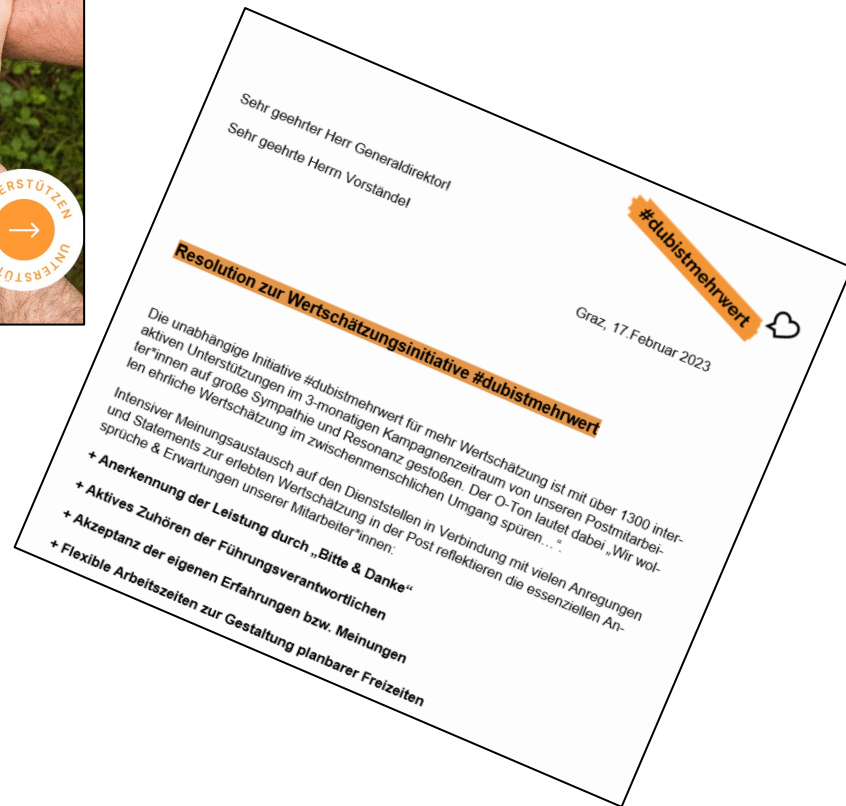 UNTERSTÜTZEN
Sehr geehrter Herr Generaldirektor!
Sehr geehrte Herrn Vorstände!
#dubistmehrwert
Graz, 17.Februar 2023
Resolution zur Wertschätzungsinitiative #dubistmehrwert
Die unabhängige Initiative #dubistmehrwert für mehr Wertschätzung ist mit über 1300 inter-
aktiven Unterstützungen im 3-monatigen Kampagnenzeitraum von unseren Postmitarbei-
ter*innen auf große Sympathie und Resonanz gestoßen. Der O-Ton lautet dabei „Wir wol-
len ehrliche Wertschätzung im zwischenmenschlichen Umgang spüren…“.
Intensiver Meinungsaustausch auf den Dienststellen in Verbindung mit vielen Anregungen
und Statements zur erlebten Wertschätzung in der Post reflektieren die essenziellen An-
sprüche & Erwartungen unserer Mitarbeiter*innen:
+ Anerkennung der Leistung durch „Bitte & Danke“
+ Aktives Zuhören der Führungsverantwortlichen
+ Akzeptanz der eigenen Erfahrungen bzw. Meinungen
+ Flexible Arbeitszeiten zur Gestaltung planbarer Freizeiten